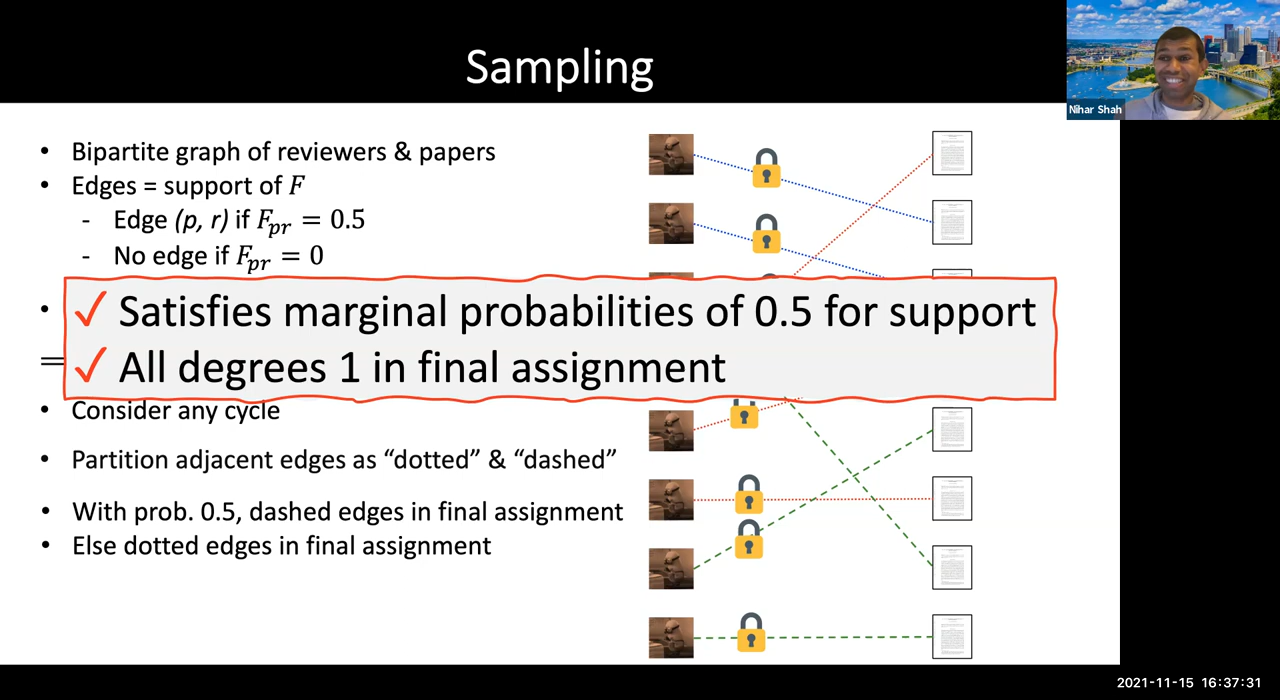 Sampling
Nihar Shah
• Bipartite graph of reviewers & papers
• Edges = support of F
- Edge (p, r) if F_pr = 0.5
- No edge if F_pr = 0
•
✓ Satisfies marginal probabilities of 0.5 for support
=
✓ All degrees 1 in final assignment
• Consider any cycle
• Partition adjacent edges as “dotted” & “dashed”
• With prob. 0.5, dashed edges in final assignment
• Else dotted edges in final assignment
2021-11-15 16:37:31